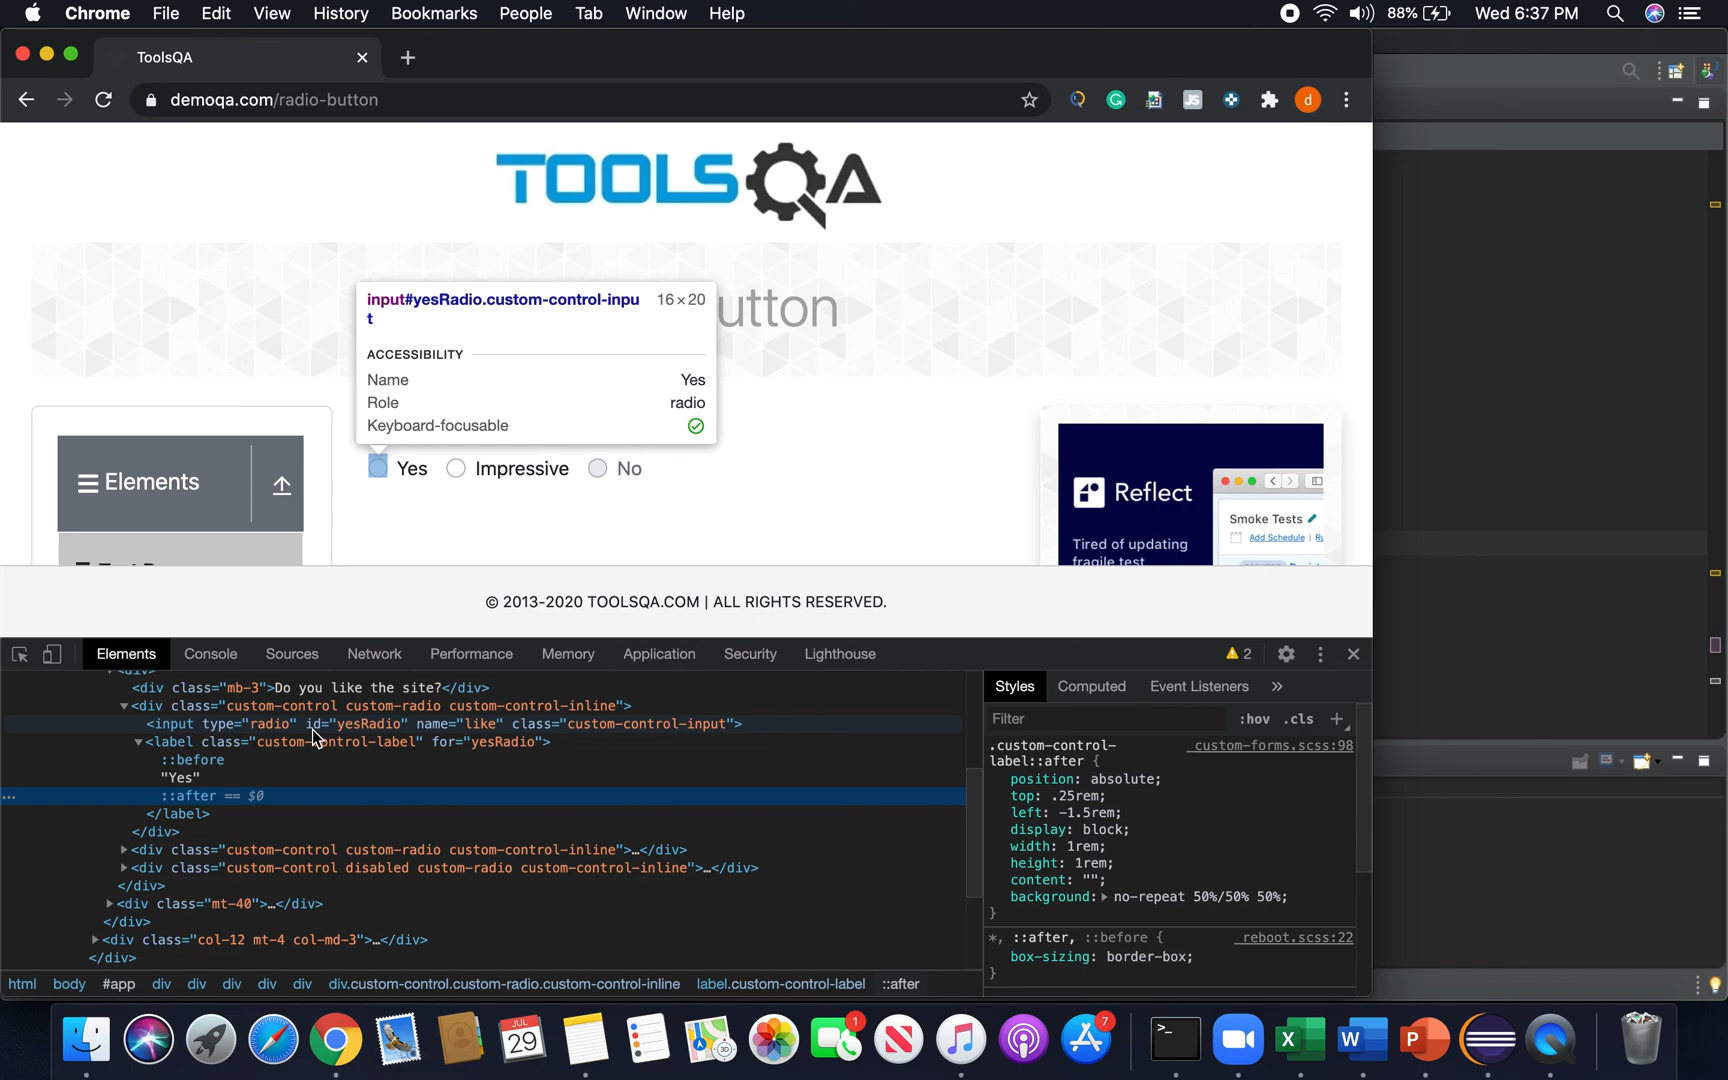 Chrome File Edit View History Bookmarks People Tab Window Help 88% Wed 6:37 PM
ToolsQA
demoqa.com/radio-button
JS d
TOOLSQA
utton
input#yesRadio.custom-control-inpu 16×20
t
ACCESSIBILITY
Name Yes
Role radio
Keyboard-focusable
Yes Impressive No
Elements
Reflect
Tired of updating
fragile test
Smoke Tests
Add Schedule | Ru
© 2013-2020 TOOLSQA.COM | ALL RIGHTS RESERVED.
Elements Console Sources Network Performance Memory Application Security Lighthouse 2
<div class="mb-3">Do you like the site?</div>
<div class="custom-control custom-radio custom-control-inline">
<input type="radio" id="yesRadio" name="like" class="custom-control-input">
<label class="custom-control-label" for="yesRadio">
::before
"Yes"
::after == $0
</label>
</div>
<div class="custom-control custom-radio custom-control-inline">…</div>
<div class="custom-control disabled custom-radio custom-control-inline">…</div>
</div>
<div class="mt-40">…</div>
</div>
<div class="col-12 mt-4 col-md-3">…</div>
</div>
html body #app div div div div div div.custom-control.custom-radio.custom-control-inline label.custom-control-label ::after
Styles Computed Event Listeners »
Filter :hov .cls +
.custom-control- _custom-forms.scss:98
label::after {
position: absolute;
top: .25rem;
left: -1.5rem;
display: block;
width: 1rem;
height: 1rem;
content: "";
background: no-repeat 50%/50% 50%;
}
*, ::after, ::before { _reboot.scss:22
box-sizing: border-box;
}
JUL
29
3D
1
7
X
W
P